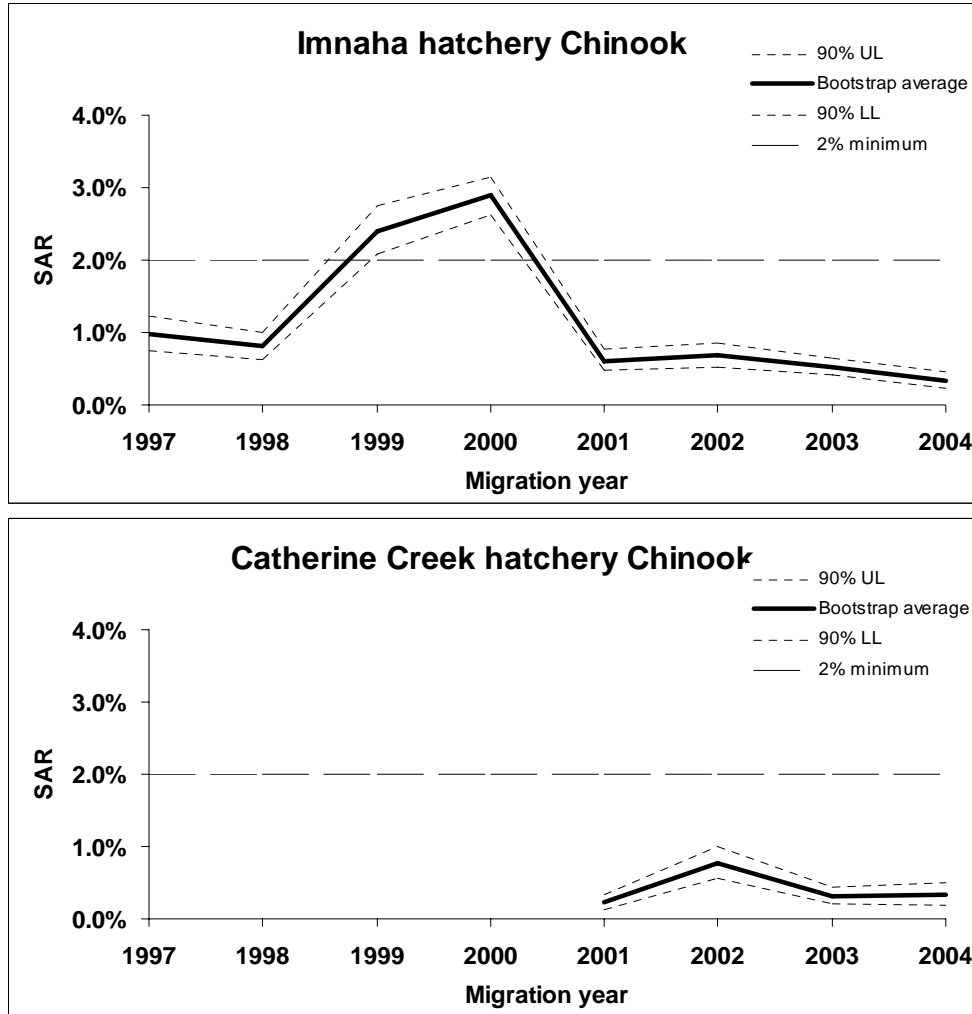 Imnaha hatchery Chinook
90% UL
Bootstrap average
90% LL
2% minimum
4.0%
3.0%
2.0%
1.0%
0.0%
SAR
1997 1998 1999 2000 2001 2002 2003 2004
Migration year
Catherine Creek hatchery Chinook
90% UL
Bootstrap average
90% LL
2% minimum
4.0%
3.0%
2.0%
1.0%
0.0%
SAR
1997 1998 1999 2000 2001 2002 2003 2004
Migration year